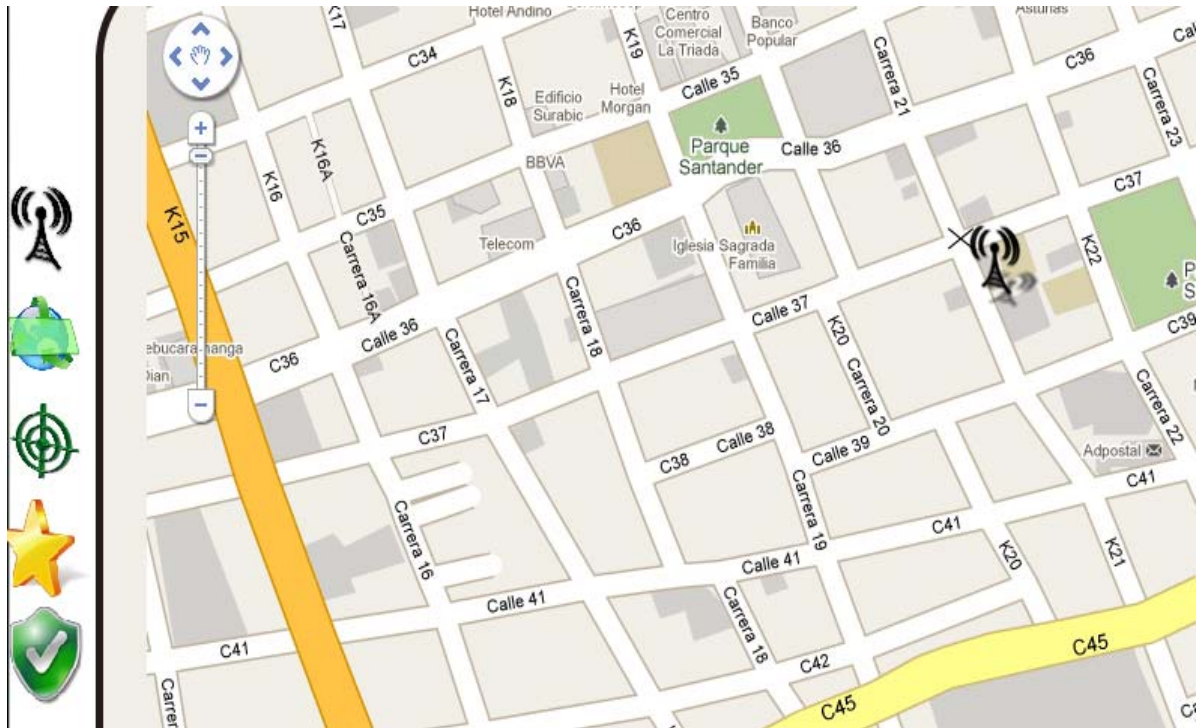 Hotel Andino
Centro
Comercial
La Triada
Banco
Popular
Asturias
K17
C34
K19
Carrera 21
C36
K18
Calle 35
Carrera 23
Edificio
Surabic
Hotel
Morgan
Parque
Santander
Calle 36
K16A
BBVA
K16
C37
K15
C35
C36
Telecom
Iglesia Sagrada
Familia
K22
Carrera 16A
Carrera 18
Calle 37
C39
Calle 36
K20
C36
Carrera 17
Carrera 20
Carrera 22
C37
Calle 38
C38
Calle 39
Adpostal
C41
Carrera 16
Carrera 19
C41
K20
K21
Calle 41
Calle 41
Carrera 18
C41
C42
C45
C45